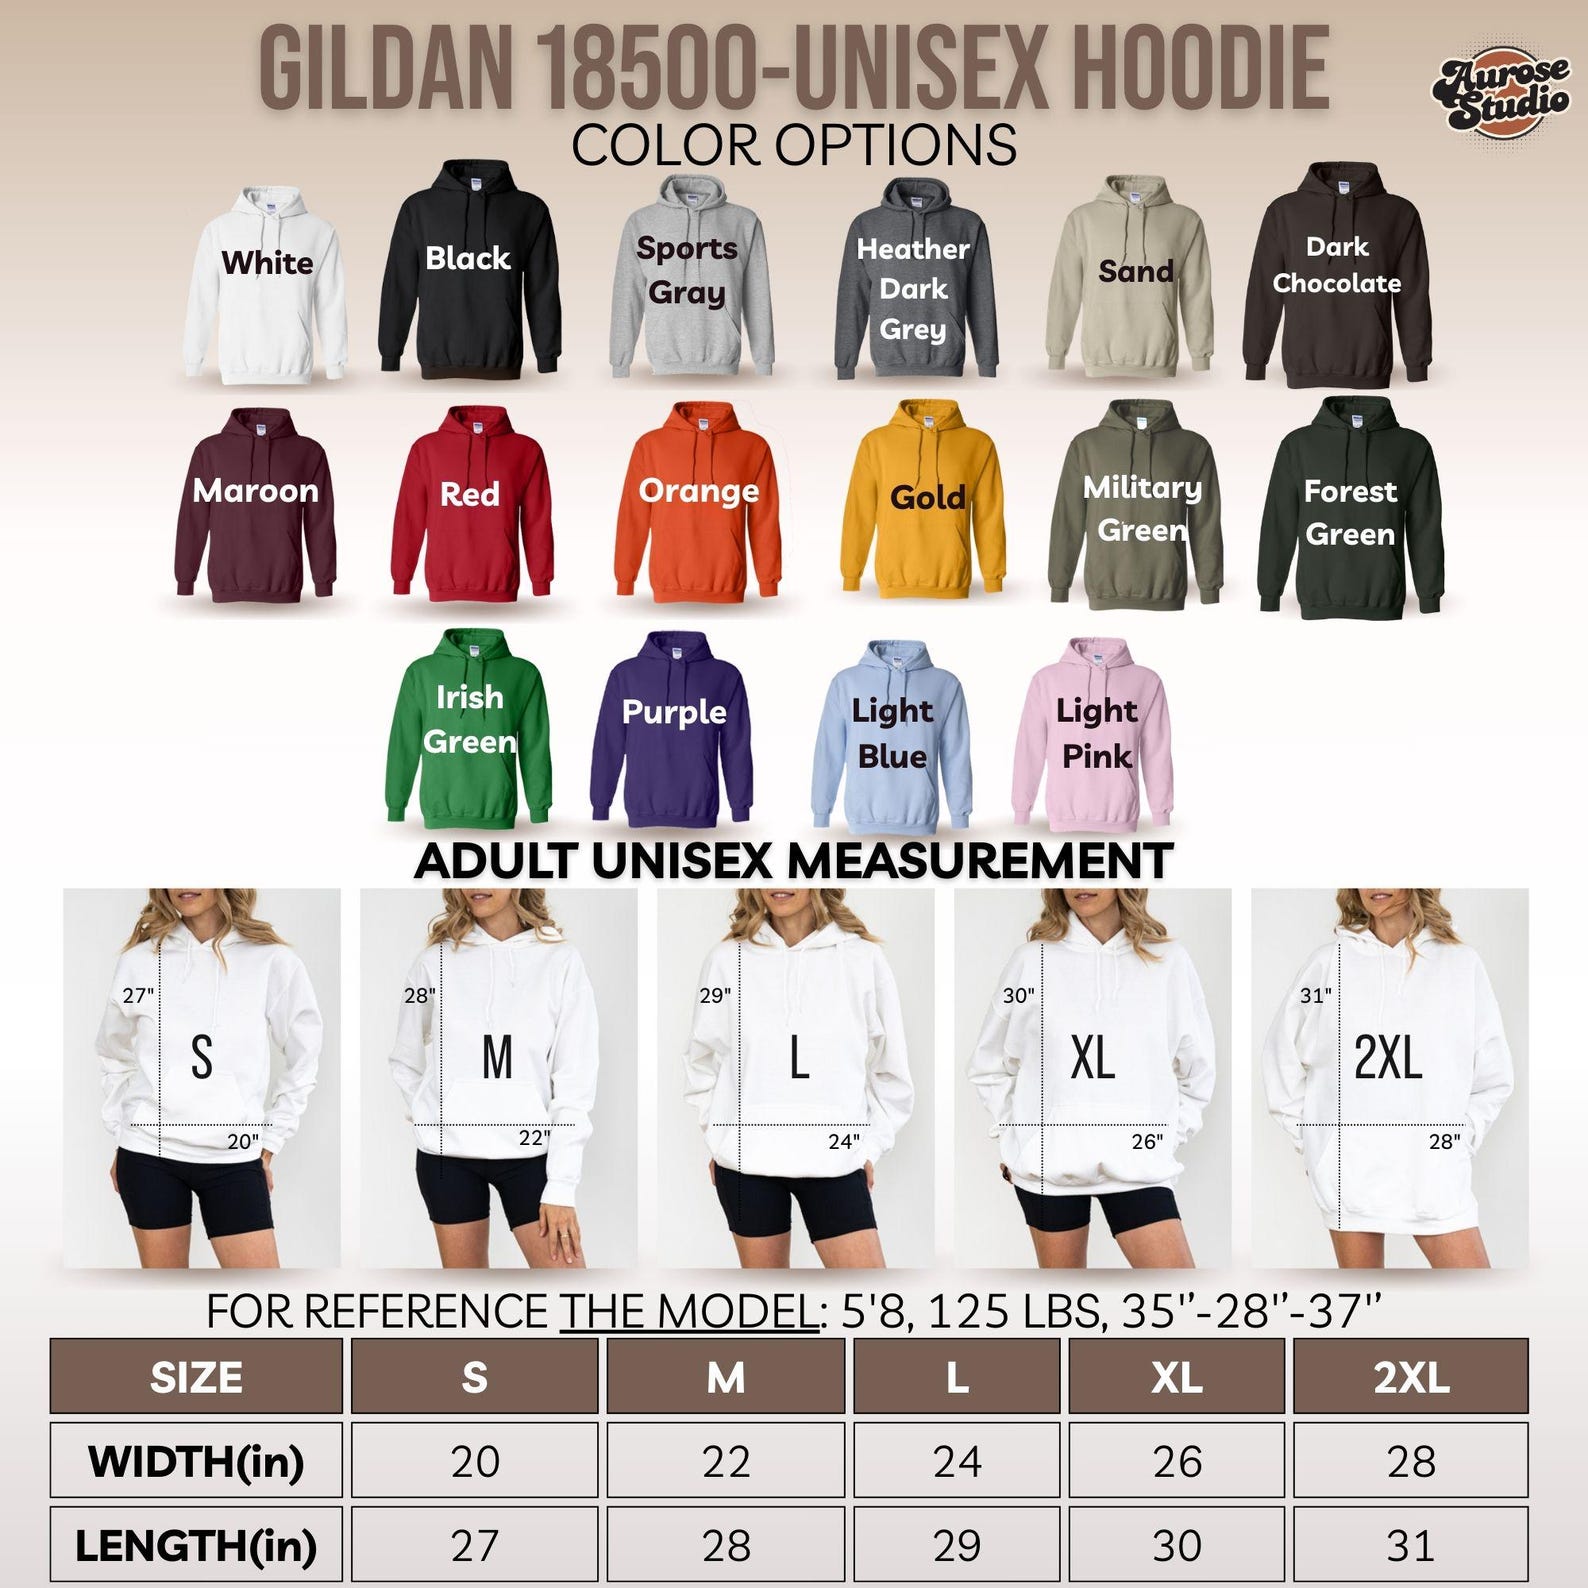 GILDAN 18500-UNISEX HOODIE
Aurose
Studio
COLOR OPTIONS
White
Black
Sports
Gray
Heather
Dark
Grey
Sand
Dark
Chocolate
Maroon
Red
Orange
Gold
Military
Green
Forest
Green
Irish
Green
Purple
Light
Blue
Light
Pink
ADULT UNISEX MEASUREMENT
27"
S
20"
28"
M
22"
29"
L
24"
30"
XL
26"
31"
2XL
28"
FOR REFERENCE THE MODEL: 5'8, 125 LBS, 35"-28"-37"
SIZE S M L XL 2XL
WIDTH(in) 20 22 24 26 28
LENGTH(in) 27 28 29 30 31